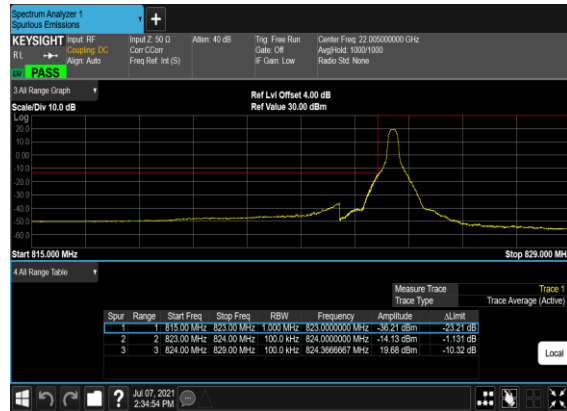 Spectrum Analyzer 1
Spurious Emissions
KEYSIGHT Input: RF Input Z: 50 Ω Atten: 40 dB Trig: Free Run Center Freq: 22.005000000 GHz
RL Coupling: DC Corr CCorr Gate: Off Avg|Hold: 1000/1000
Align: Auto Freq Ref: Int (S) IF Gain: Low Radio Std: None
PASS
3 All Range Graph Ref Lvl Offset 4.00 dB
Scale/Div 10.0 dB Ref Value 30.00 dBm
Log
20.0
10.0
0.00
-10.0
-20.0
-30.0
-40.0
-50.0
-60.0
Start 815.000 MHz Stop 829.000 MH
4 All Range Table
Measure Trace Trace 1
Trace Type Trace Average (Active)
Spur Range Start Freq Stop Freq RBW Frequency Amplitude ΔLimit
1 1 815.00 MHz 823.00 MHz 1.000 MHz 823.0000000 MHz -36.21 dBm -23.21 dB
2 2 823.00 MHz 824.00 MHz 100.0 kHz 824.0000000 MHz -14.13 dBm -1.131 dB
3 3 824.00 MHz 829.00 MHz 100.0 kHz 824.3666667 MHz 19.68 dBm -10.32 dB
Local
? Jul 07, 2021
2:34:54 PM